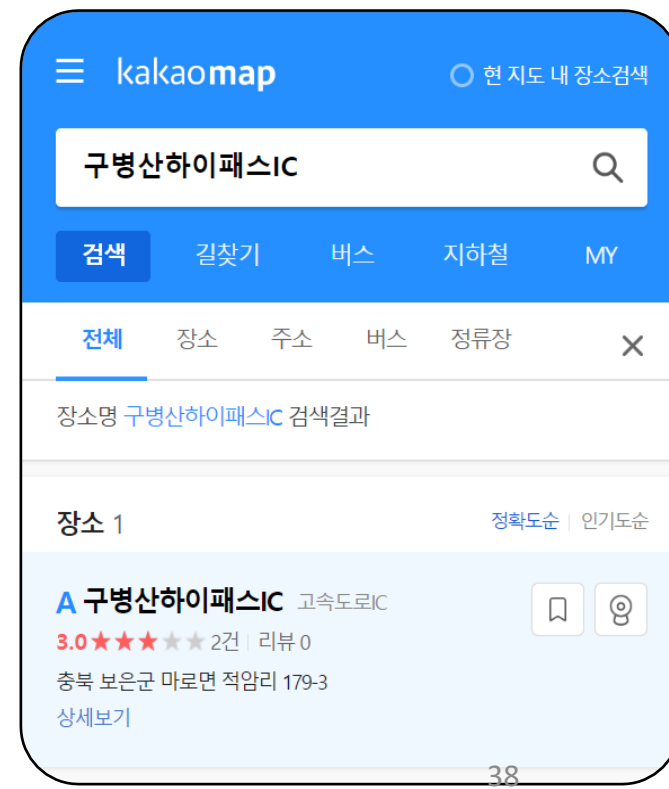 kakaomap 현 지도 내 장소검색
구병산하이패스IC
검색 길찾기 버스 지하철 MY
전체 장소 주소 버스 정류장
장소명 구병산하이패스IC 검색결과
장소 1 정확도순 인기도순
A 구병산하이패스IC 고속도로IC
3.0 2건 리뷰 0
충북 보은군 마로면 적암리 179-3
상세보기
38